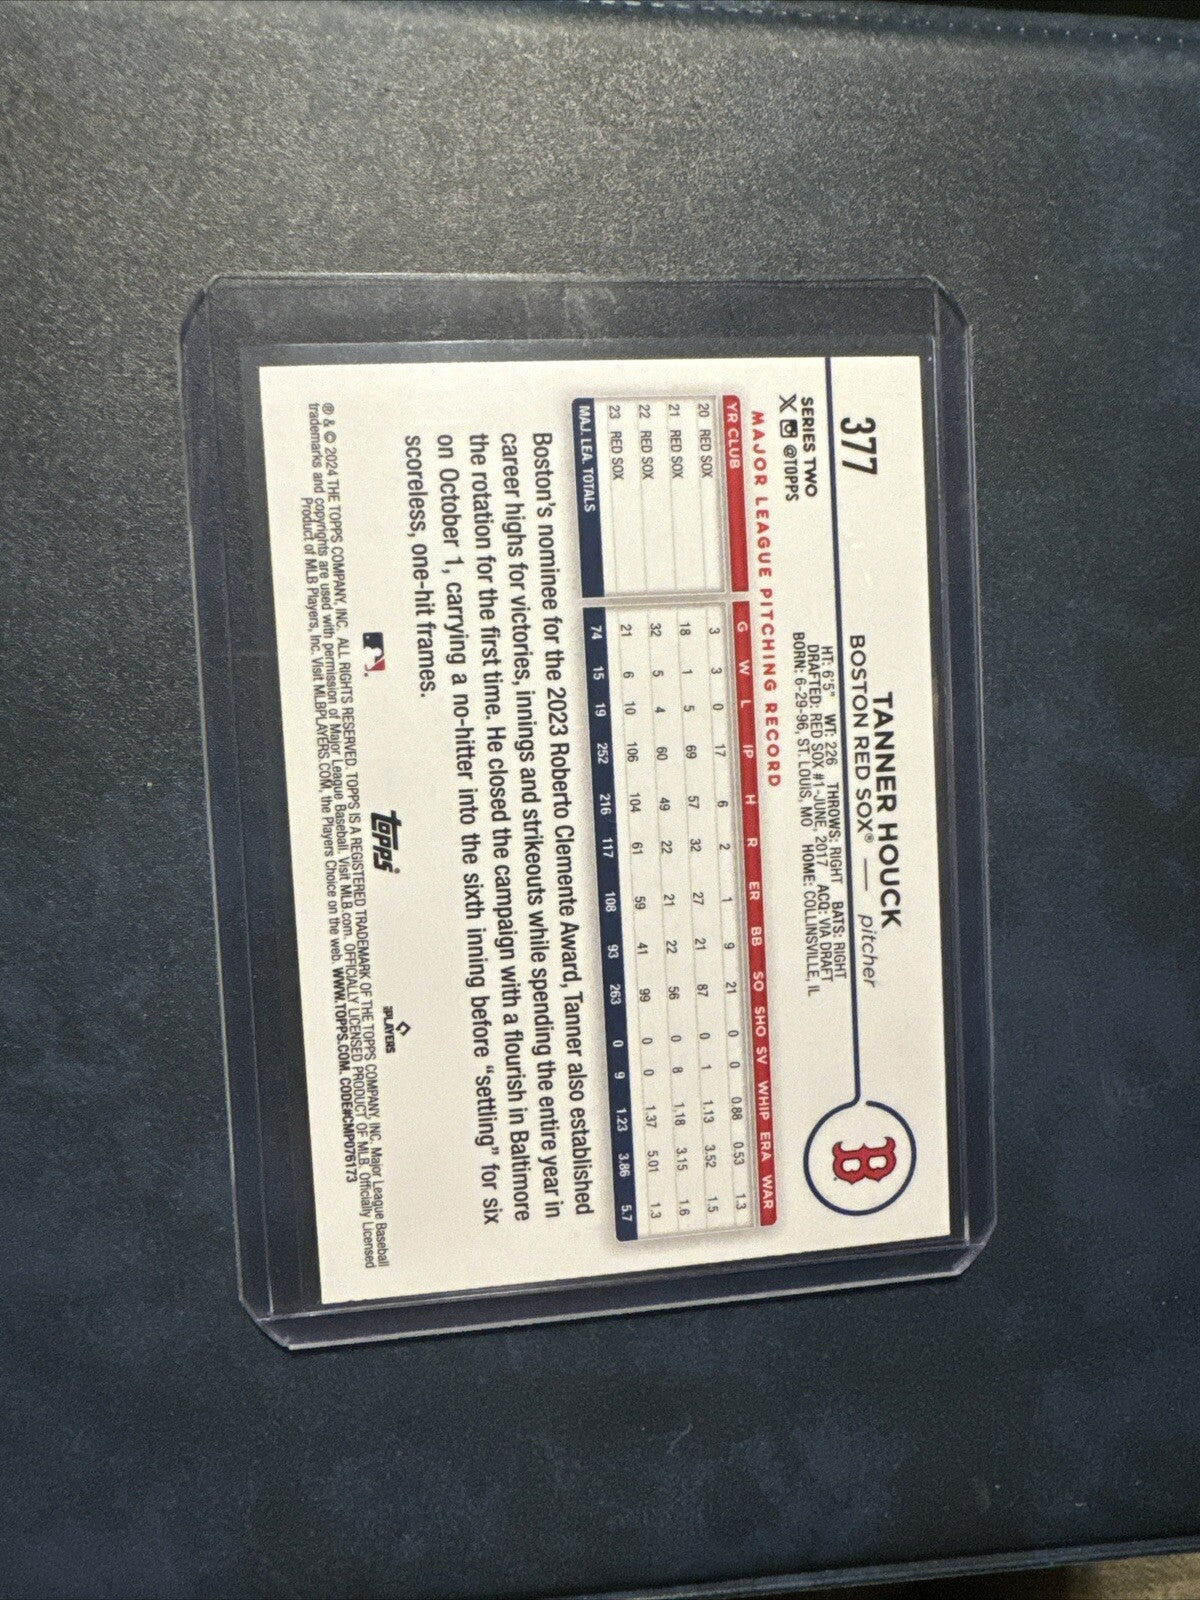 377
TANNER HOUCK
BOSTON RED SOX® — pitcher
B
SERIES TWO
X @TOPPS
HT: 6'5" WT: 226 THROWS: RIGHT BATS: RIGHT
DRAFTED: RED SOX #1-JUNE, 2017 ACQ: VIA DRAFT
BORN: 6-29-96, ST. LOUIS, MO HOME: COLLINSVILLE, IL
MAJOR LEAGUE PITCHING RECORD
YR CLUB G W L IP H R ER BB SO SHO SV WHIP ERA WAR
20 RED SOX 3 3 0 17 6 2 1 9 21 0 0 0.88 0.53 1.3
21 RED SOX 18 1 5 69 57 32 27 21 87 0 1 1.13 3.52 1.5
22 RED SOX 32 5 4 60 49 22 21 22 56 0 8 1.18 3.15 1.6
23 RED SOX 21 6 10 106 104 61 59 41 99 0 0 1.37 5.01 1.3
MAJ. LEA. TOTALS 74 15 19 252 216 117 108 93 263 0 9 1.23 3.86 5.7
Boston's nominee for the 2023 Roberto Clemente Award, Tanner also established
career highs for victories, innings and strikeouts while spending the entire year in
the rotation for the first time. He closed the campaign with a flourish in Baltimore
on October 1, carrying a no-hitter into the sixth inning before "settling" for six
scoreless, one-hit frames.
topps
PLAYERS
® & © 2024 THE TOPPS COMPANY, INC. ALL RIGHTS RESERVED. TOPPS IS A REGISTERED TRADEMARK OF THE TOPPS COMPANY, INC. Major League Baseball
trademarks and copyrights are used with permission of Major League Baseball. Visit MLB.com. OFFICIALLY LICENSED PRODUCT OF MLB. Officially Licensed
Product of MLB Players, Inc. Visit MLBPLAYERS.COM, the Players Choice on the web. WWW.TOPPS.COM. CODE#CMP076173